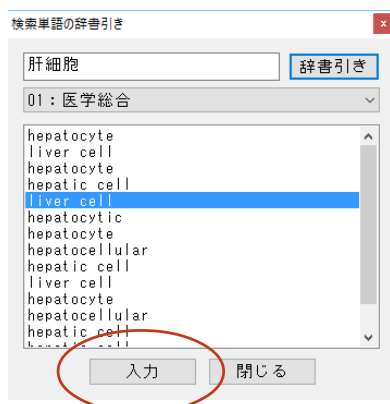 検索単語の辞書引き
x
肝細胞
辞書引き
01：医学総合
hepatocyte
liver cell
hepatocyte
hepatic cell
liver cell
hepatocytic
hepatocyte
hepatocellular
hepatic cell
liver cell
hepatocyte
hepatocellular
hepatic cell
入力
閉じる